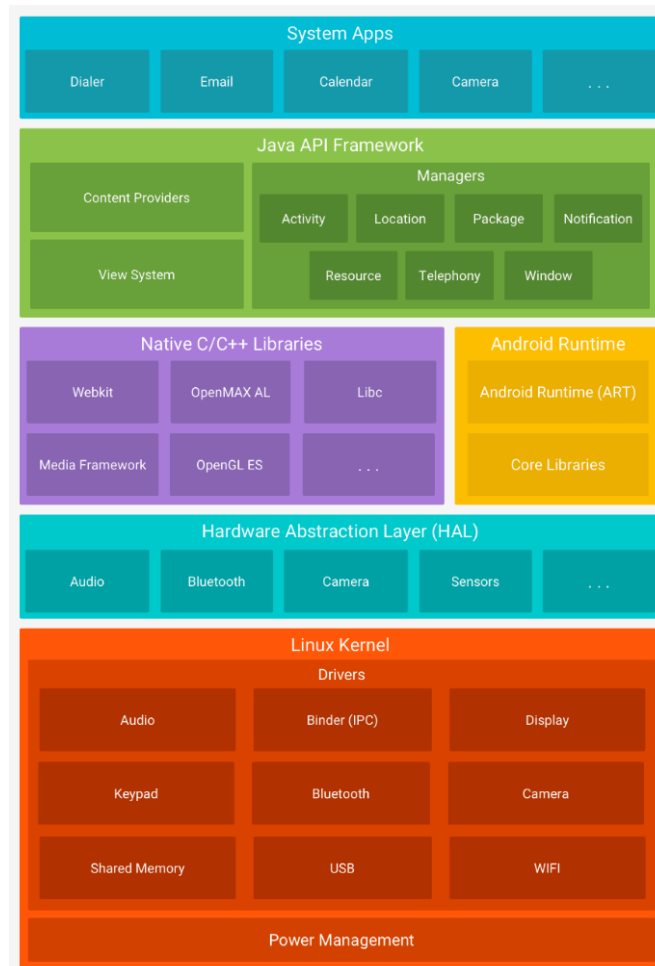 System Apps
Dialer
Email
Calendar
Camera
. . .
Java API Framework
Content Providers
View System
Managers
Activity
Location
Package
Notification
Resource
Telephony
Window
Native C/C++ Libraries
Webkit
OpenMAX AL
Libc
Media Framework
OpenGL ES
. . .
Android Runtime
Android Runtime (ART)
Core Libraries
Hardware Abstraction Layer (HAL)
Audio
Bluetooth
Camera
Sensors
. . .
Linux Kernel
Drivers
Audio
Binder (IPC)
Display
Keypad
Bluetooth
Camera
Shared Memory
USB
WIFI
Power Management